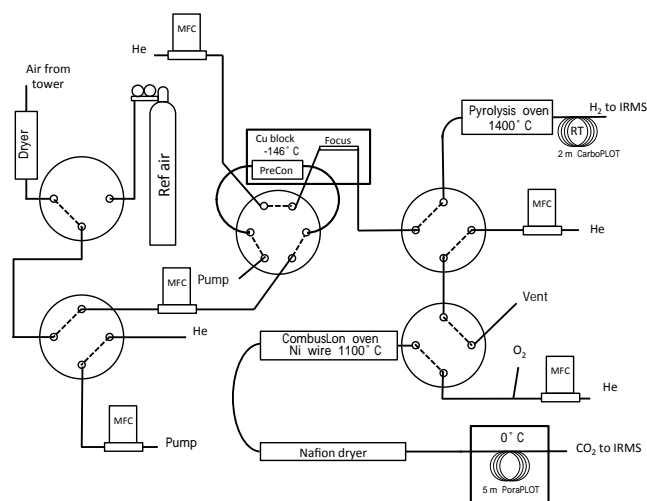 MFC
He
Air from
tower
Dryer
Ref air
Cu block
-146°C
Focus
PreCon
Pyrolysis oven
1400°C
H₂ to IRMS
RT
2 m CarboPLOT
MFC
He
Pump
MFC
He
MFC
Pump
CombusLon oven
Ni wire 1100°C
Vent
O₂
MFC
He
Nafion dryer
0°C
5 m PoraPLOT
CO₂ to IRMS